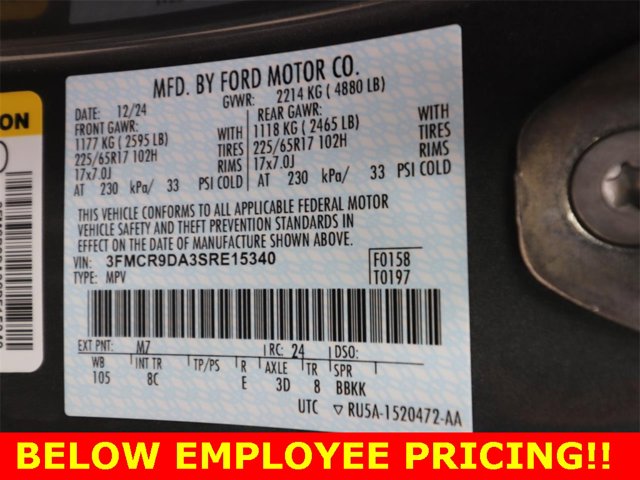 MFD. BY FORD MOTOR CO.
DATE: 12/24 GVWR: 2214 KG ( 4880 LB)
FRONT GAWR: REAR GAWR:
1177 KG ( 2595 LB) WITH 1118 KG ( 2465 LB) WITH
225/65R17 102H TIRES 225/65R17 102H TIRES
17x7.0J RIMS 17x7.0J RIMS
AT 230 kPa/ 33 PSI COLD AT 230 kPa/ 33 PSI COLD
THIS VEHICLE CONFORMS TO ALL APPLICABLE FEDERAL MOTOR
VEHICLE SAFETY AND THEFT PREVENTION STANDARDS IN
EFFECT ON THE DATE OF MANUFACTURE SHOWN ABOVE.
VIN: 3FMCR9DA3SRE15340 F0158
TYPE: MPV T0197
EXT PNT: M7 RC: 24 DSO:
WB INT TR TP/PS R AXLE TR SPR
105 8C E 3D 8 BBKK
UTC ▽RU5A-1520472-AA
BELOW EMPLOYEE PRICING!!